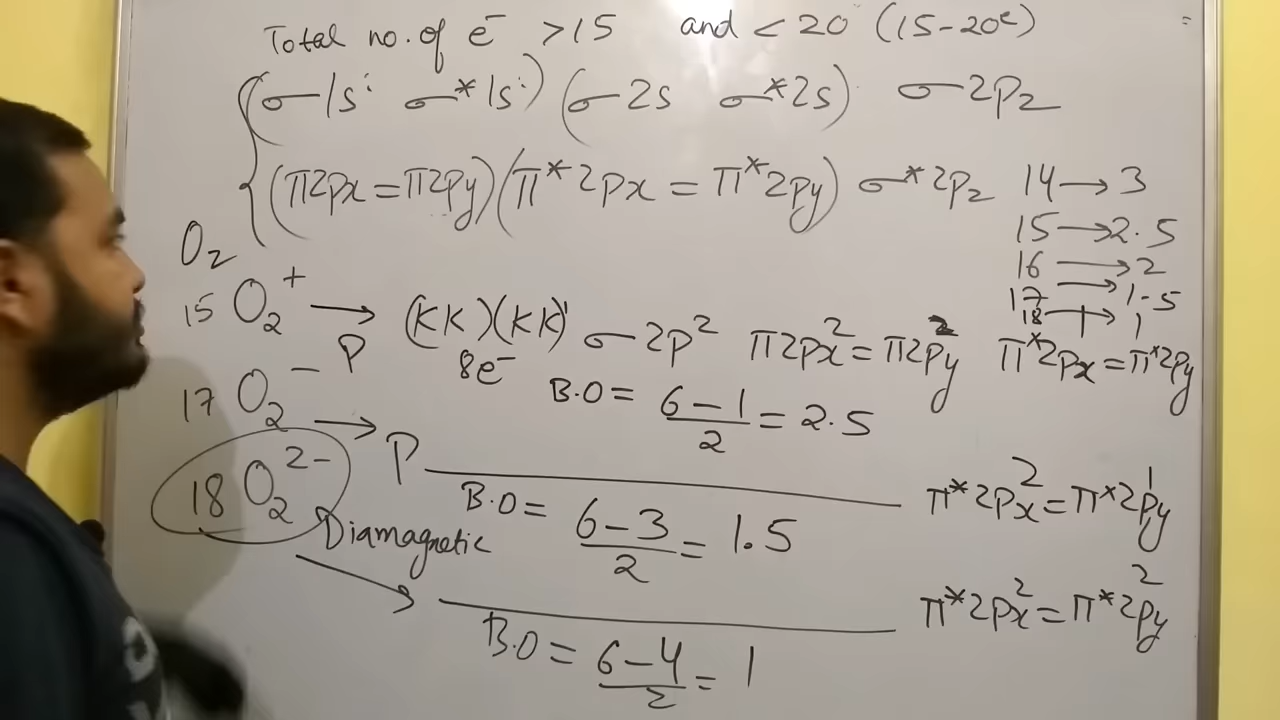 Total no. of e⁻ >15 and < 20 (15-20e)
(σ1s σ*1s) (σ2s σ*2s) σ2pz
(π2px = π2py) (π*2px = π*2py) σ*2pz
14 → 3
15 → 2.5
16 → 2
17 → 1.5
18 → 1
O₂
15 O₂⁺ → (KK)(KK) σ2p² π2px² = π2py² π*2px = π*2py
P 8e⁻
B.O = 6-1/2 = 2.5
17 O₂⁻ → P π*2px² = π*2py¹
B.O = 6-3/2 = 1.5
18 O₂²⁻ Diamagnetic → π*2px² = π*2py²
B.O = 6-4/2 = 1